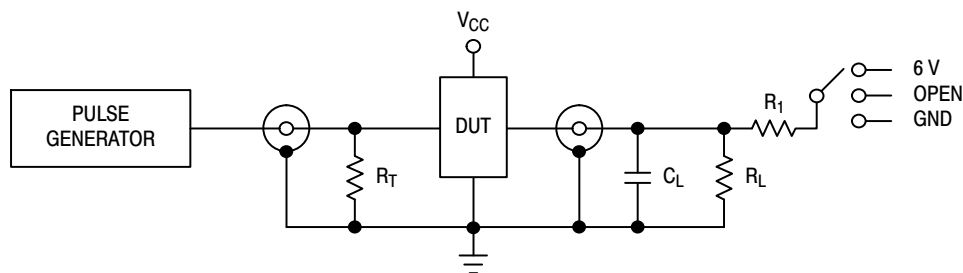 VCC
PULSE
GENERATOR
DUT
RT
CL
RL
R1
6 V
OPEN
GND